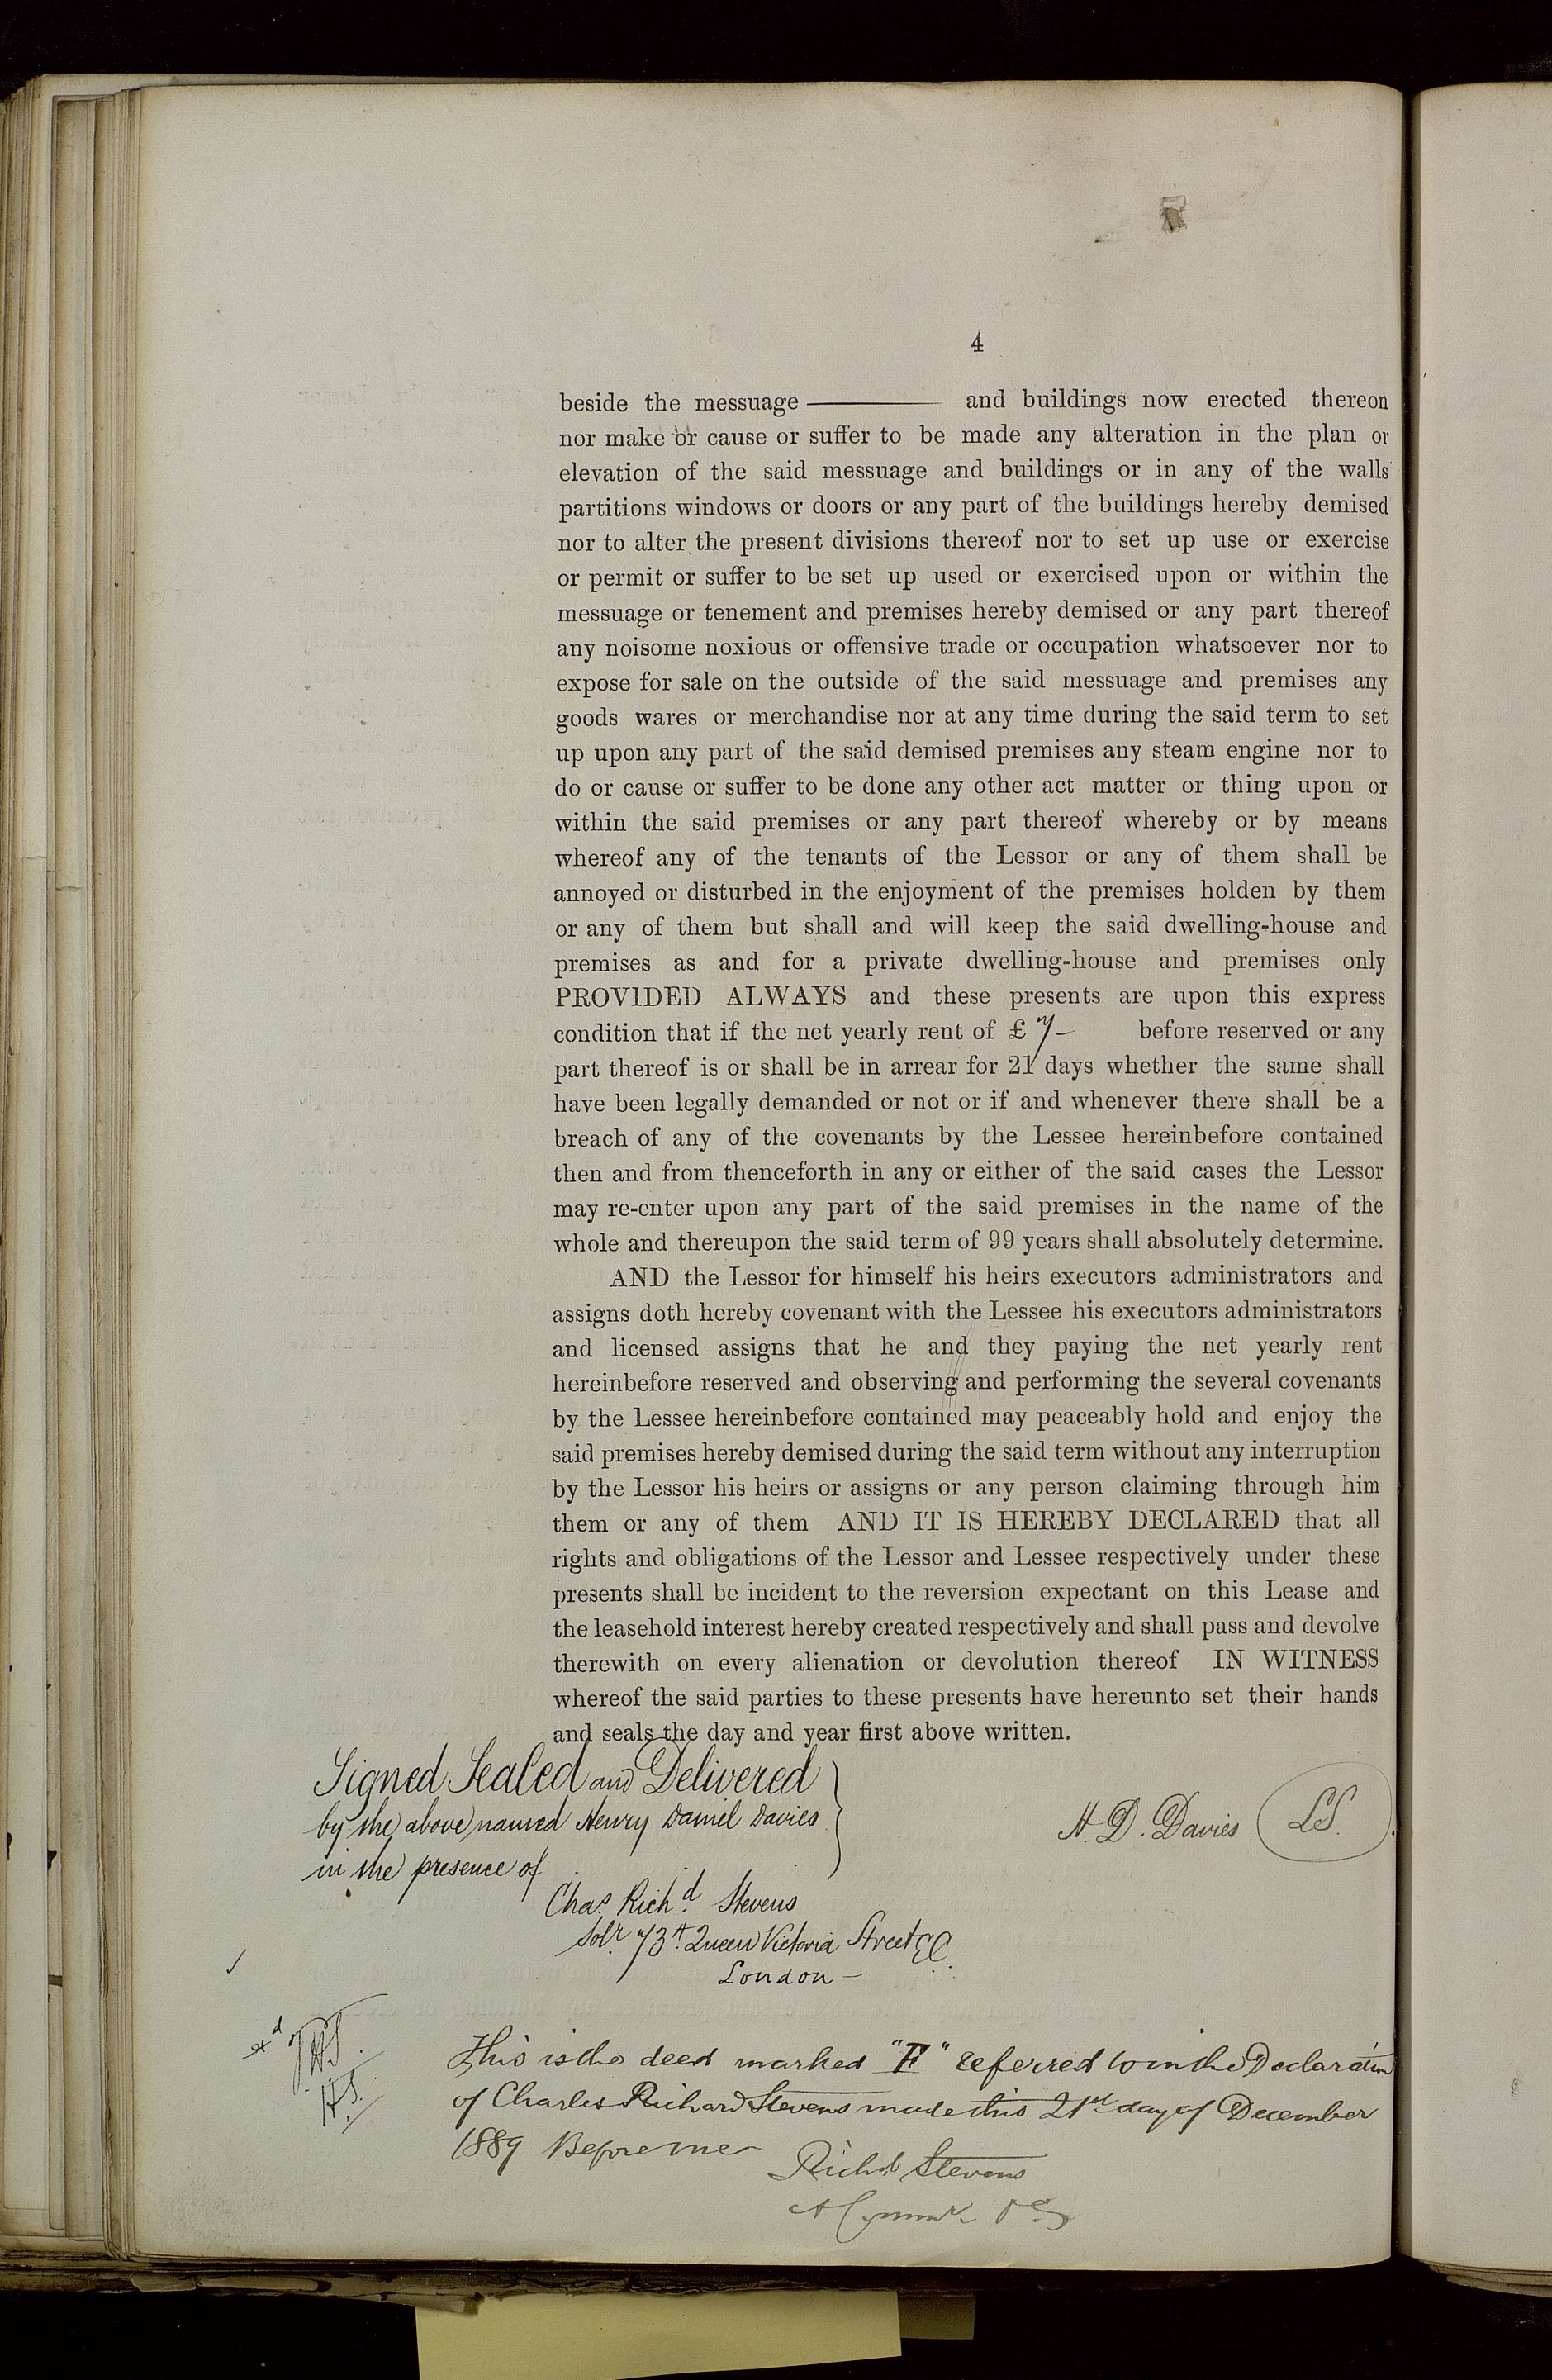 4
beside the messuage ———— and buildings now erected thereon
nor make or cause or suffer to be made any alteration in the plan or
elevation of the said messuage and buildings or in any of the walls
partitions windows or doors or any part of the buildings hereby demised
nor to alter the present divisions thereof nor to set up use or exercise
or permit or suffer to be set up used or exercised upon or within the
messuage or tenement and premises hereby demised or any part thereof
any noisome noxious or offensive trade or occupation whatsoever nor to
expose for sale on the outside of the said messuage and premises any
goods wares or merchandise nor at any time during the said term to set
up upon any part of the said demised premises any steam engine nor to
do or cause or suffer to be done any other act matter or thing upon or
within the said premises or any part thereof whereby or by means
whereof any of the tenants of the Lessor or any of them shall be
annoyed or disturbed in the enjoyment of the premises holden by them
or any of them but shall and will keep the said dwelling-house and
premises as and for a private dwelling-house and premises only
PROVIDED ALWAYS and these presents are upon this express
condition that if the net yearly rent of £ 7– before reserved or any
part thereof is or shall be in arrear for 21 days whether the same shall
have been legally demanded or not or if and whenever there shall be a
breach of any of the covenants by the Lessee hereinbefore contained
then and from thenceforth in any or either of the said cases the Lessor
may re-enter upon any part of the said premises in the name of the
whole and thereupon the said term of 99 years shall absolutely determine.
AND the Lessor for himself his heirs executors administrators and
assigns doth hereby covenant with the Lessee his executors administrators
and licensed assigns that he and they paying the net yearly rent
hereinbefore reserved and observing and performing the several covenants
by the Lessee hereinbefore contained may peaceably hold and enjoy the
said premises hereby demised during the said term without any interruption
by the Lessor his heirs or assigns or any person claiming through him
them or any of them AND IT IS HEREBY DECLARED that all
rights and obligations of the Lessor and Lessee respectively under these
presents shall be incident to the reversion expectant on this Lease and
the leasehold interest hereby created respectively and shall pass and devolve
therewith on every alienation or devolution thereof IN WITNESS
whereof the said parties to these presents have hereunto set their hands
and seals the day and year first above written.
Signed Sealed and Delivered
by the above named Henry Daniel Davies
in the presence of
H. D. Davies LS.
Chas. Richd. Stevens
Solr. 73A. Queen Victoria Street EC
London –
This is the deed marked "F" referred to in the Declaration
of Charles Richard Stevens made this 21st day of December
1889 Before me
Richd Stevens
A Commr.